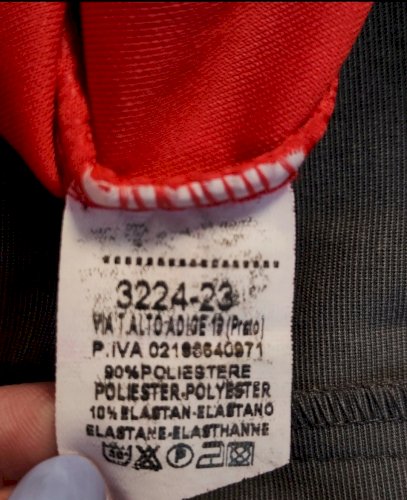 3224-23
VIA T.ALTO ADIGE 19 (Prato)
P.IVA 02186640971
90%POLIESTERE
POLIESTER-POLYESTER
10%ELASTAN-ELASTANO
ELASTANE-ELASTHANNE